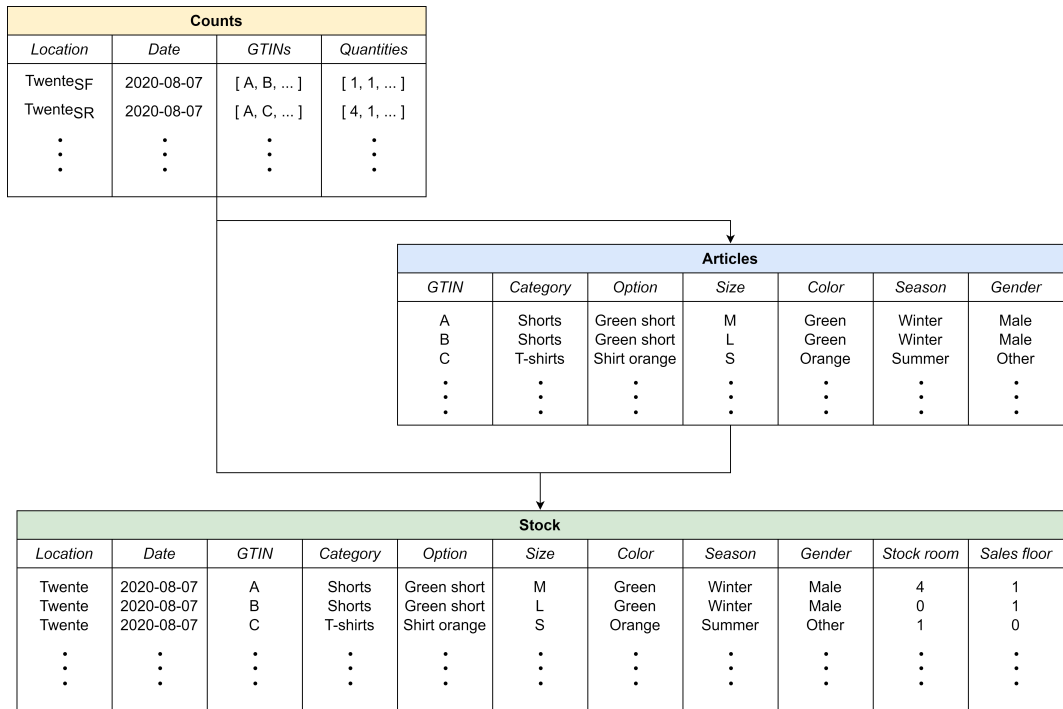 Counts
Location Date GTINs Quantities
TwenteSF 2020-08-07 [ A, B, ... ] [ 1, 1, ... ]
TwenteSR 2020-08-07 [ A, C, ... ] [ 4, 1, ... ]
Articles
GTIN Category Option Size Color Season Gender
A Shorts Green short M Green Winter Male
B Shorts Green short L Green Winter Male
C T-shirts Shirt orange S Orange Summer Other
Stock
Location Date GTIN Category Option Size Color Season Gender Stock room Sales floor
Twente 2020-08-07 A Shorts Green short M Green Winter Male 4 1
Twente 2020-08-07 B Shorts Green short L Green Winter Male 0 1
Twente 2020-08-07 C T-shirts Shirt orange S Orange Summer Other 1 0